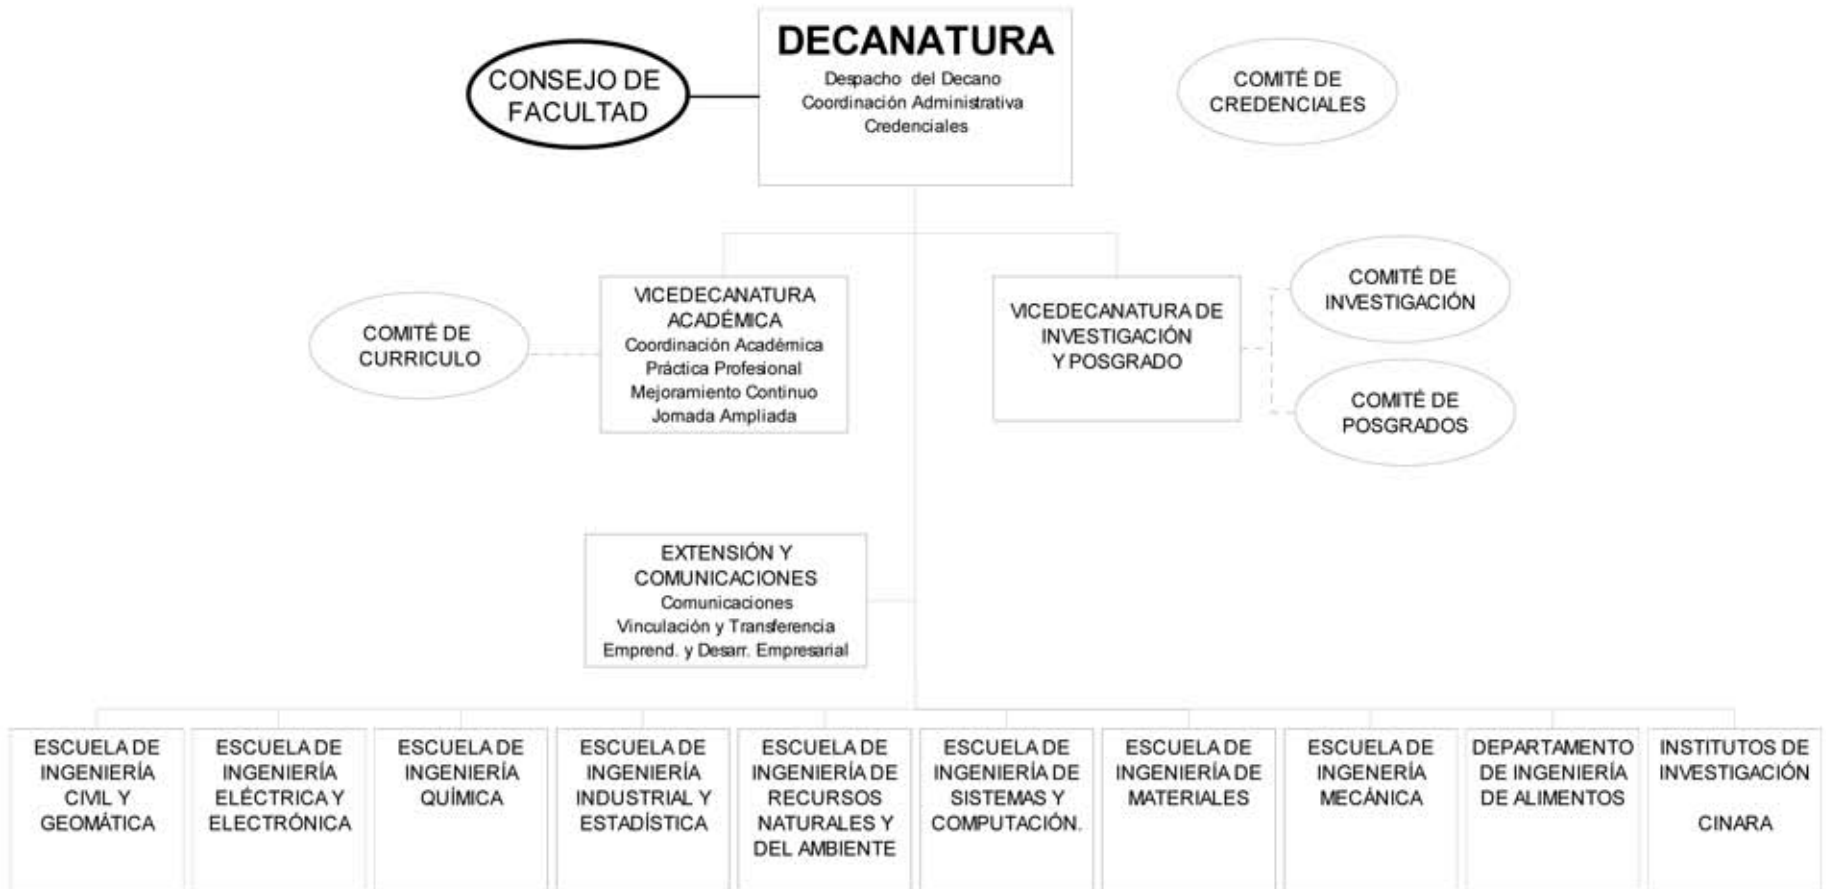 CONSEJO DE
FACULTAD
DECANATURA
Despacho del Decano
Coordinación Administrativa
Credenciales
COMITÉ DE
CREDENCIALES
COMITÉ DE
CURRICULO
VICEDECANATURA
ACADÉMICA
Coordinación Académica
Práctica Profesional
Mejoramiento Continuo
Jornada Ampliada
VICEDECANATURA DE
INVESTIGACIÓN
Y POSGRADO
COMITÉ DE
INVESTIGACIÓN
COMITÉ DE
POSGRADOS
EXTENSIÓN Y
COMUNICACIONES
Comunicaciones
Vinculación y Transferencia
Emprend. y Desarr. Empresarial
ESCUELA DE
INGENIERÍA
CIVIL Y
GEOMÁTICA
ESCUELA DE
INGENIERÍA
ELÉCTRICA Y
ELECTRÓNICA
ESCUELA DE
INGENIERÍA
QUÍMICA
ESCUELA DE
INGENIERÍA
INDUSTRIAL Y
ESTADÍSTICA
ESCUELA DE
INGENIERÍA DE
RECURSOS
NATURALES Y
DEL AMBIENTE
ESCUELA DE
INGENIERÍA DE
SISTEMAS Y
COMPUTACIÓN.
ESCUELA DE
INGENIERÍA DE
MATERIALES
ESCUELA DE
INGENERÍA
MECÁNICA
DEPARTAMENTO
DE INGENIERÍA
DE ALIMENTOS
INSTITUTOS DE
INVESTIGACIÓN
CINARA